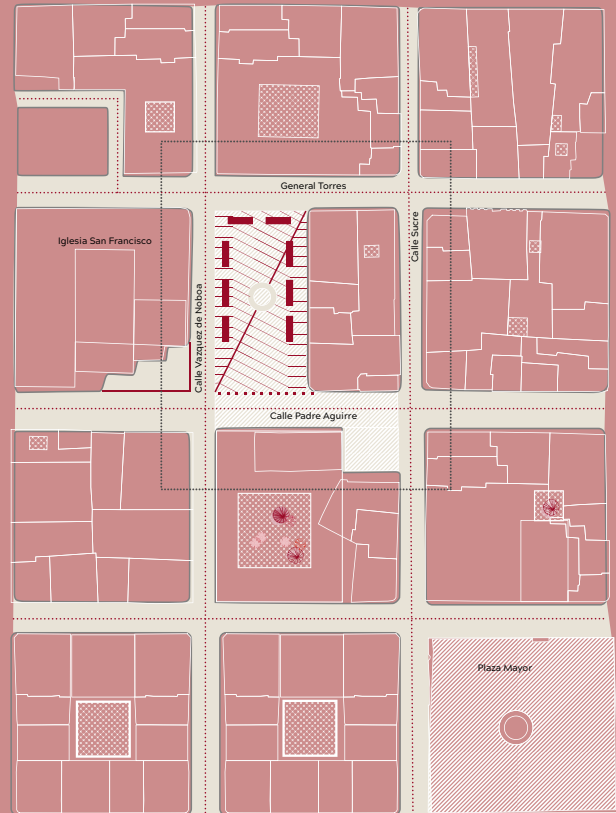 General Torres
Calle Sucre
Iglesia San Francisco
Calle Vazquez de Noboa
Calle Padre Aguirre
Plaza Mayor